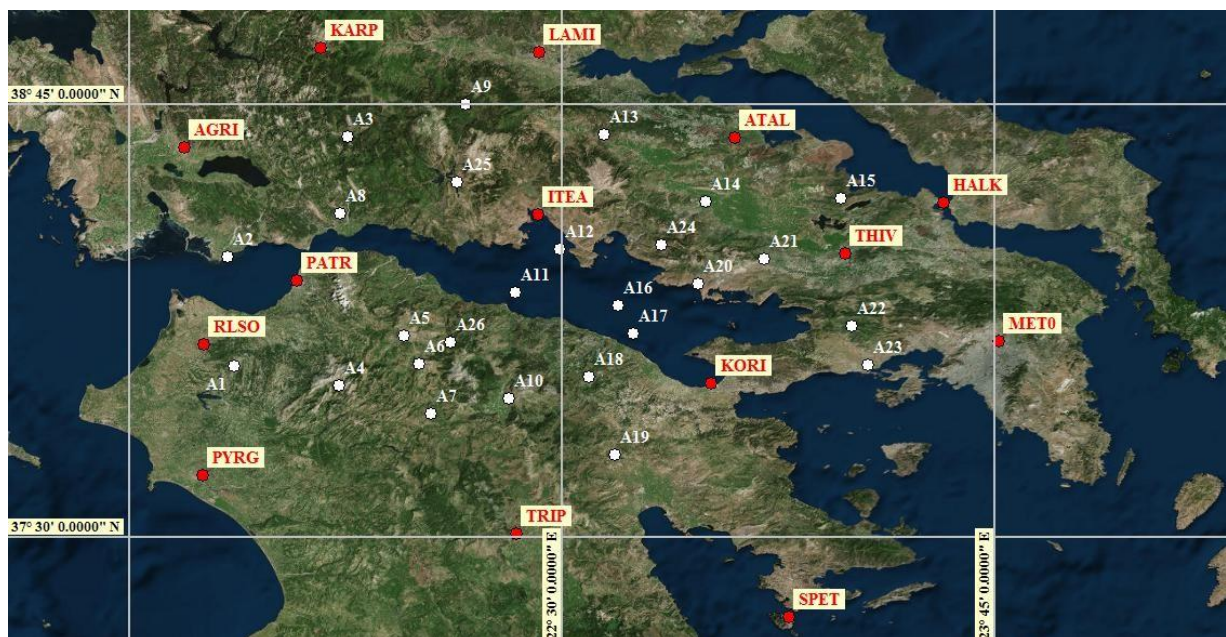 KARP
LAMI
38° 45' 0.0000" N
A9
A3
A13
ATAL
AGRI
A25
A14
A15
HALK
A8
ITEA
A2
A12
A24
A21
THIV
PATR
A11
A20
A16
RLSO
A5
A26
A17
A22
MET0
A1
A6
A4
A18
KORI
A23
A7
A10
A19
PYRG
37° 30' 0.0000" N
TRIP
22° 30' 0.0000" E
23° 45' 0.0000" E
SPET